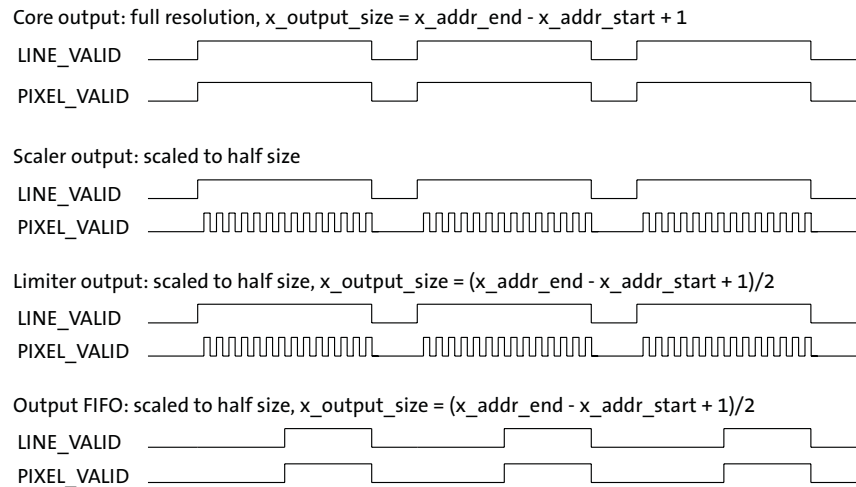 Core output: full resolution, x_output_size = x_addr_end - x_addr_start + 1
LINE_VALID
PIXEL_VALID
Scaler output: scaled to half size
LINE_VALID
PIXEL_VALID
Limiter output: scaled to half size, x_output_size = (x_addr_end - x_addr_start + 1)/2
LINE_VALID
PIXEL_VALID
Output FIFO: scaled to half size, x_output_size = (x_addr_end - x_addr_start + 1)/2
LINE_VALID
PIXEL_VALID